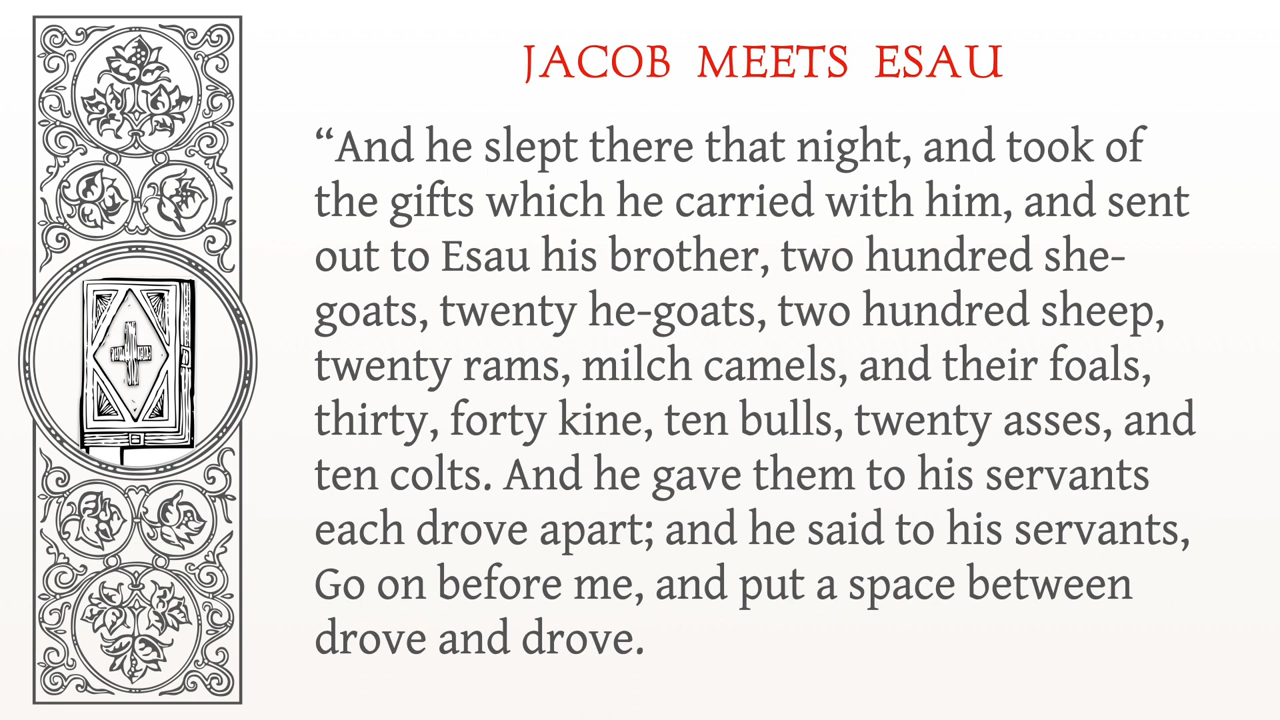 JACOB MEETS ESAU
“And he slept there that night, and took of
the gifts which he carried with him, and sent
out to Esau his brother, two hundred she-
goats, twenty he-goats, two hundred sheep,
twenty rams, milch camels, and their foals,
thirty, forty kine, ten bulls, twenty asses, and
ten colts. And he gave them to his servants
each drove apart; and he said to his servants,
Go on before me, and put a space between
drove and drove.